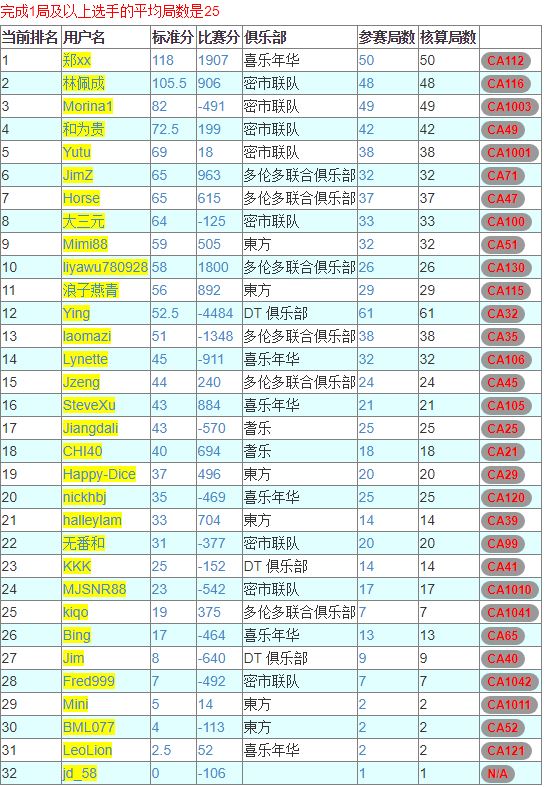 完成1局及以上选手的平均局数是25
当前排名 用户名 标准分 比赛分 俱乐部 参赛局数 核算局数
1 郑xx 118 1907 喜乐年华 50 50 CA112
2 林佩成 105.5 906 密市联队 48 48 CA116
3 Morina1 82 -491 密市联队 49 49 CA1003
4 和为贵 72.5 199 密市联队 42 42 CA49
5 Yutu 69 18 密市联队 38 38 CA1001
6 JimZ 65 963 多伦多联合俱乐部 32 32 CA71
7 Horse 65 615 多伦多联合俱乐部 37 37 CA47
8 大三元 64 -125 密市联队 33 33 CA100
9 Mimi88 59 505 東方 32 32 CA51
10 liyawu780928 58 1800 多伦多联合俱乐部 26 26 CA130
11 浪子燕青 56 892 東方 29 29 CA115
12 Ying 52.5 -4484 DT 俱乐部 61 61 CA32
13 laomazi 51 -1348 多伦多联合俱乐部 38 38 CA35
14 Lynette 45 -911 喜乐年华 32 32 CA106
15 Jzeng 44 240 多伦多联合俱乐部 24 24 CA45
16 SteveXu 43 884 喜乐年华 21 21 CA105
17 Jiangdali 43 -570 耆乐 25 25 CA25
18 CHI40 40 694 耆乐 18 18 CA21
19 Happy-Dice 37 496 東方 20 20 CA29
20 nickhbj 35 -469 喜乐年华 25 25 CA120
21 halleylam 33 704 東方 14 14 CA39
22 无番和 31 -377 密市联队 20 20 CA99
23 KKK 25 -152 DT 俱乐部 14 14 CA41
24 MJSNR88 23 -542 密市联队 17 17 CA1010
25 kiqo 19 375 多伦多联合俱乐部 7 7 CA1041
26 Bing 17 -464 喜乐年华 13 13 CA65
27 Jim 8 -640 DT 俱乐部 9 9 CA40
28 Fred999 7 -492 密市联队 7 7 CA1042
29 Mini 5 14 東方 2 2 CA1011
30 BML077 4 -113 東方 2 2 CA52
31 LeoLion 2.5 52 喜乐年华 2 2 CA121
32 jd_58 0 -106 1 1 N/A